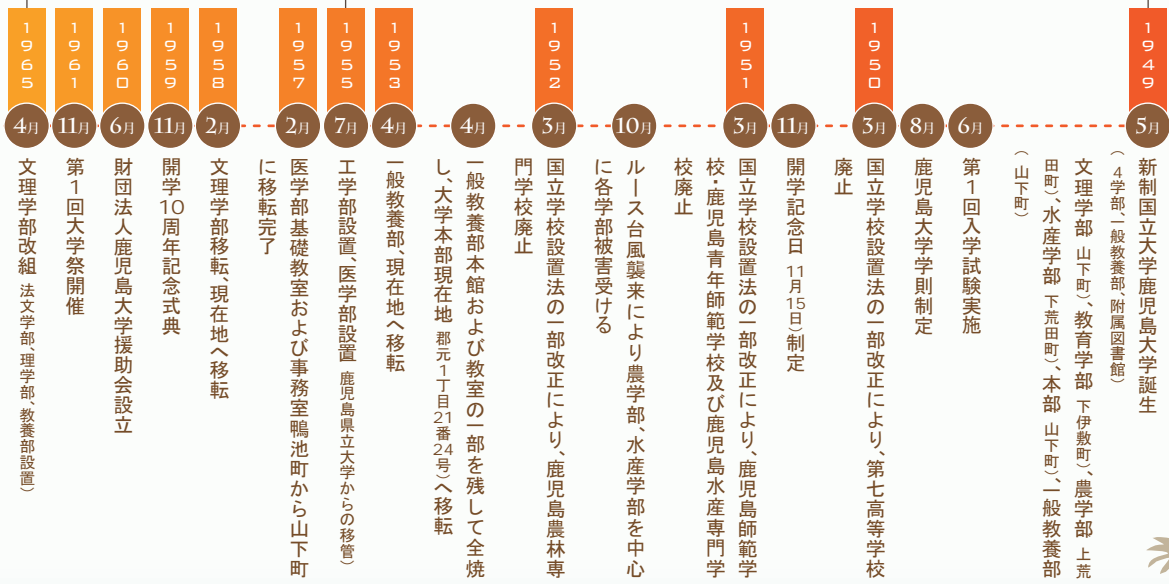 1949
5月
新制国立大学鹿児島大学誕生
（4学部、一般教養部、附属図書館）
文理学部 山下町）、教育学部 下伊敷町）、農学部 上荒
田町）、水産学部 下荒田町）、本部 山下町）、一般教養部
（山下町）
6月
第1回入学試験実施
8月
鹿児島大学学則制定
1950
3月
国立学校設置法の一部改正により、第七高等学校
廃止
11月
開学記念日 11月15日）制定
1951
3月
国立学校設置法の一部改正により、鹿児島師範学
校・鹿児島青年師範学校及び鹿児島水産専門学
校廃止
10月
ルース台風襲来により農学部、水産学部を中心
に各学部被害受ける
1952
3月
国立学校設置法の一部改正により、鹿児島農林専
門学校廃止
4月
一般教養部本館および教室の一部を残して全焼
し、大学本部現在地 郡元1丁目21番24号）へ移転
1953
4月
一般教養部、現在地へ移転
1955
7月
工学部設置、医学部設置 鹿児島県立大学からの移管）
1957
2月
医学部基礎教室および事務室鴨池町から山下町
に移転完了
1958
2月
文理学部移転、現在地へ移転
1959
11月
開学10周年記念式典
1960
6月
財団法人鹿児島大学援助会設立
1961
11月
第1回大学祭開催
1965
4月
文理学部改組 法文学部、理学部、教養部設置）